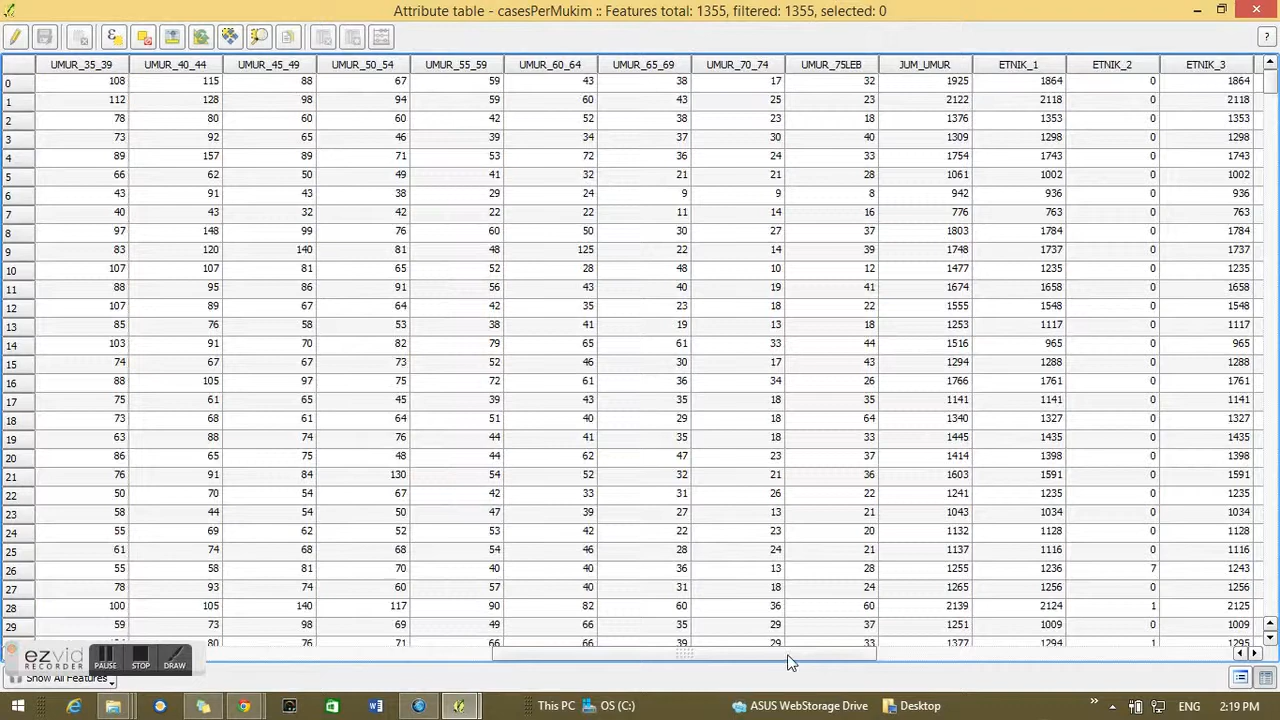 Attribute table - casesPerMukim :: Features total: 1355, filtered: 1355, selected: 0
UMUR_35_39 UMUR_40_44 UMUR_45_49 UMUR_50_54 UMUR_55_59 UMUR_60_64 UMUR_65_69 UMUR_70_74 UMUR_75LEB JUM_UMUR ETNIK_1 ETNIK_2 ETNIK_3
0 108 115 88 67 59 43 38 17 32 1925 1864 0 1864
1 112 128 98 94 59 60 43 25 23 2122 2118 0 2118
2 78 80 60 60 42 52 38 23 18 1376 1353 0 1353
3 73 92 65 46 39 34 37 30 40 1309 1298 0 1298
4 89 157 89 71 53 72 36 24 33 1754 1743 0 1743
5 66 62 50 49 41 32 21 21 28 1061 1002 0 1002
6 43 91 43 38 29 24 9 9 8 942 936 0 936
7 40 43 32 42 22 22 11 14 16 776 763 0 763
8 97 148 99 76 60 50 30 27 37 1803 1784 0 1784
9 83 120 140 81 48 125 22 14 39 1748 1737 0 1737
10 107 107 81 65 52 28 48 10 12 1477 1235 0 1235
11 88 95 86 91 56 43 40 19 41 1674 1658 0 1658
12 107 89 67 64 42 35 23 18 22 1555 1548 0 1548
13 85 76 58 53 38 41 19 13 18 1253 1117 0 1117
14 103 91 70 82 79 65 61 33 44 1516 965 0 965
15 74 67 67 73 52 46 30 17 43 1294 1288 0 1288
16 88 105 97 75 72 61 36 34 26 1766 1761 0 1761
17 75 61 65 45 39 43 35 18 35 1141 1141 0 1141
18 73 68 61 64 51 40 29 18 64 1340 1327 0 1327
19 63 88 74 76 44 41 35 18 33 1445 1435 0 1435
20 86 65 75 48 44 62 47 23 37 1414 1398 0 1398
21 76 91 84 130 54 52 32 21 36 1603 1591 0 1591
22 50 70 54 67 42 33 31 26 22 1241 1235 0 1235
23 58 44 54 50 47 39 27 13 21 1043 1034 0 1034
24 55 69 62 52 53 42 22 23 20 1132 1128 0 1128
25 61 74 68 68 54 46 28 24 21 1137 1116 0 1116
26 55 58 81 70 40 40 36 13 28 1255 1236 7 1243
27 78 93 74 60 57 40 31 18 24 1265 1256 0 1256
28 100 105 140 117 90 82 60 36 60 2139 2124 1 2125
29 59 73 98 69 49 66 35 29 37 1251 1009 0 1009
80 76 71 66 66 39 29 33 1377 1294 1 1295
ezvid
RECORDER
PAUSE STOP DRAW
Show All Features
This PC OS (C:) ASUS WebStorage Drive Desktop ENG 2:19 PM